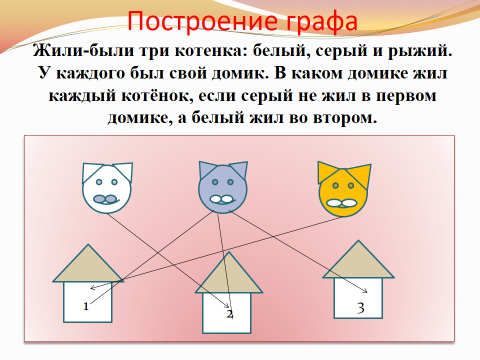 Построение графа
Жили-были три котенка: белый, серый и рыжий.
У каждого был свой домик. В каком домике жил
каждый котёнок, если серый не жил в первом
домике, а белый жил во втором.
1 2 3